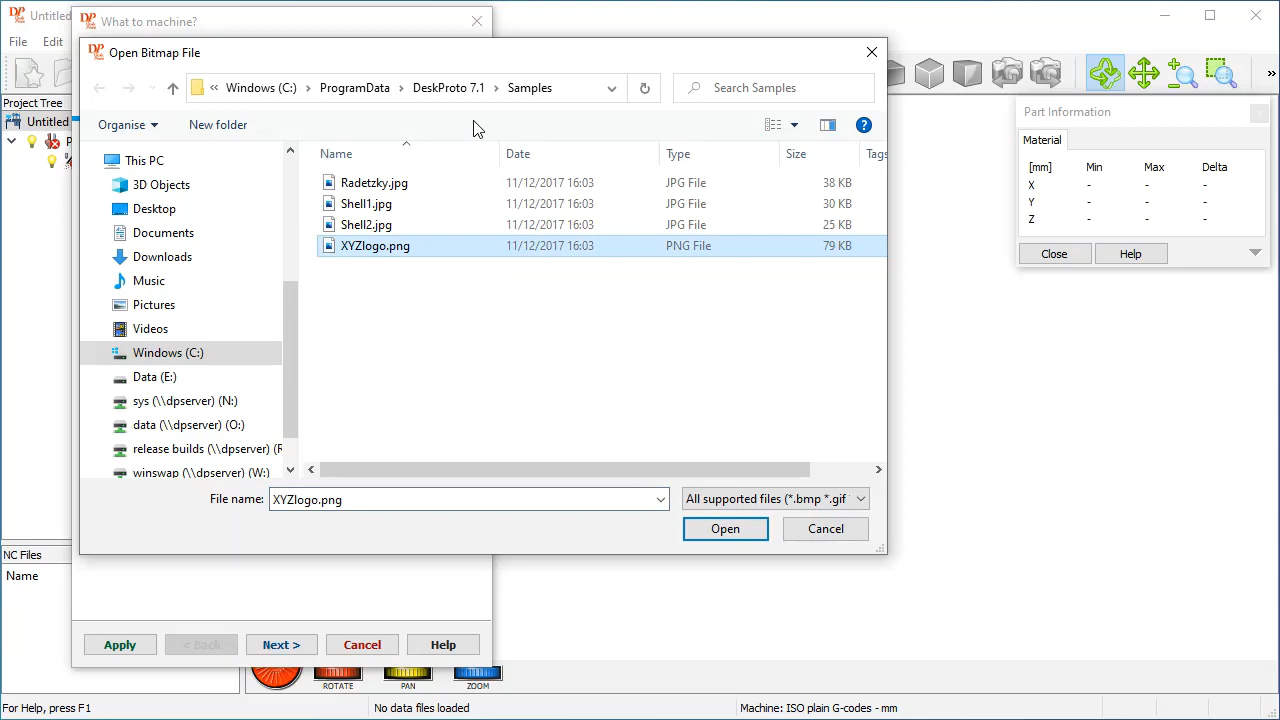 Untitled
What to machine?
File Edit
Open Bitmap File
« Windows (C:) › ProgramData › DeskProto 7.1 › Samples
Search Samples
Organise
New folder
Name Date Type Size Tags
This PC
3D Objects
Desktop
Documents
Downloads
Music
Pictures
Videos
Windows (C:)
Data (E:)
sys (\\dpserver) (N:)
data (\\dpserver) (O:)
release builds (\\dpserver) (R
winswap (\\dpserver) (W:)
Radetzky.jpg 11/12/2017 16:03 JPG File 38 KB
Shell1.jpg 11/12/2017 16:03 JPG File 30 KB
Shell2.jpg 11/12/2017 16:03 JPG File 25 KB
XYZlogo.png 11/12/2017 16:03 PNG File 79 KB
File name: XYZlogo.png
All supported files (*.bmp *.gif
Open Cancel
Project Tree
Untitled
P
NC Files
Name
Part Information
Material
[mm] Min Max Delta
X - - -
Y - - -
Z - - -
Close Help
Apply < Back Next > Cancel Help
ROTATE PAN ZOOM
For Help, press F1
No data files loaded
Machine: ISO plain G-codes - mm